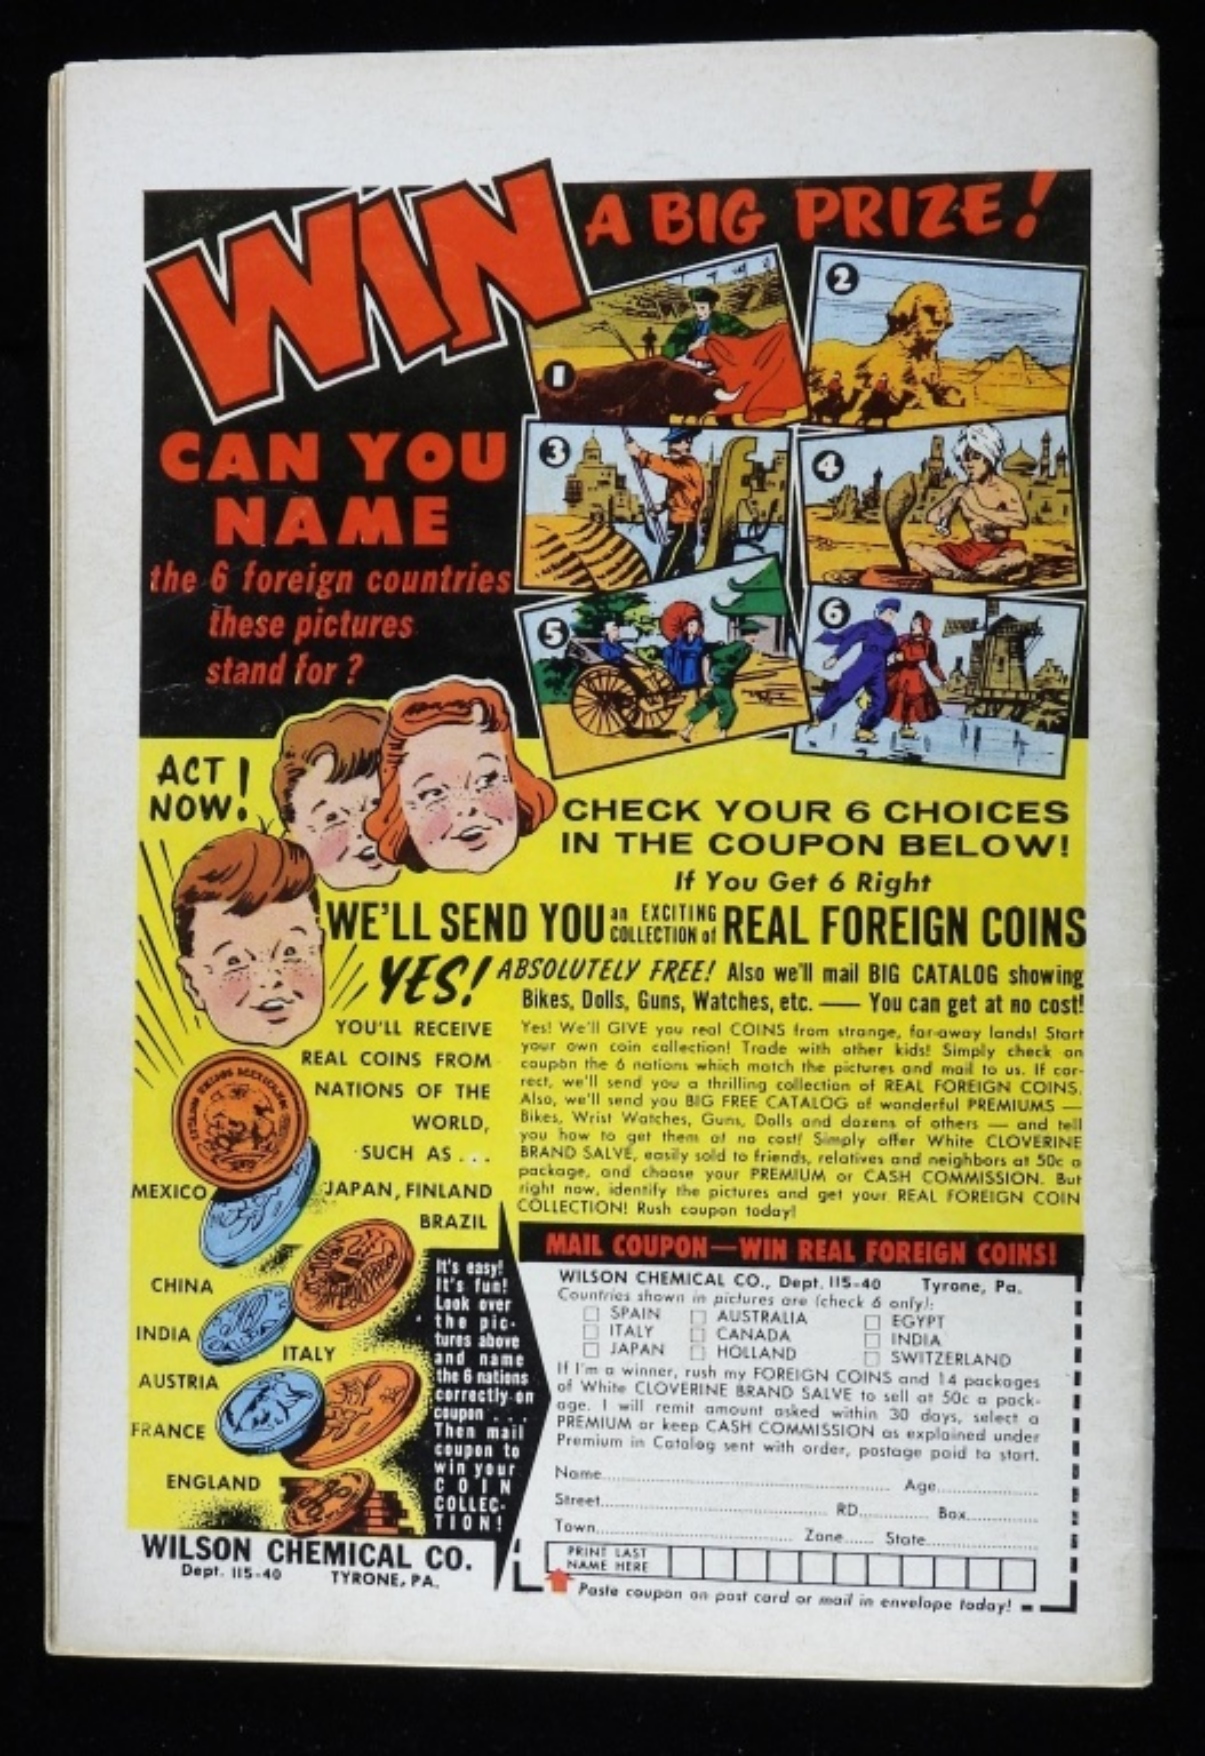 WIN A BIG PRIZE!
1
2
3
4
5
6
CAN YOU
NAME
the 6 foreign countries
these pictures
stand for?
ACT
NOW!
CHECK YOUR 6 CHOICES
IN THE COUPON BELOW!
If You Get 6 Right
WE'LL SEND YOU an EXCITING COLLECTION of REAL FOREIGN COINS
YES! ABSOLUTELY FREE! Also we'll mail BIG CATALOG showing
Bikes, Dolls, Guns, Watches, etc. — You can get at no cost!
YOU'LL RECEIVE
REAL COINS FROM
NATIONS OF THE
WORLD,
SUCH AS ...
MEXICO
JAPAN, FINLAND
BRAZIL
CHINA
INDIA
ITALY
AUSTRIA
FRANCE
ENGLAND
Yes! We'll GIVE you real COINS from strange, far-away lands! Start
your own coin collection! Trade with other kids! Simply check on
coupon the 6 nations which match the pictures and mail to us. If cor-
rect, we'll send you a thrilling collection of REAL FOREIGN COINS.
Also, we'll send you BIG FREE CATALOG of wonderful PREMIUMS —
Bikes, Wrist Watches, Guns, Dolls and dozens of others — and tell
you how to get them at no cost! Simply offer White CLOVERINE
BRAND SALVE, easily sold to friends, relatives and neighbors at 50c a
package, and choose your PREMIUM or CASH COMMISSION. But
right now, identify the pictures and get your REAL FOREIGN COIN
COLLECTION! Rush coupon today!
It's easy!
It's fun!
Look over
the pic-
tures above
and name
the 6 nations
correctly on
coupon ...
Then mail
coupon to
win your
COIN
COLLEC-
TION!
WILSON CHEMICAL CO.
Dept. 115-40 TYRONE, PA.
MAIL COUPON—WIN REAL FOREIGN COINS!
WILSON CHEMICAL CO., Dept. 115-40 Tyrone, Pa.
Countries shown in pictures are (check 6 only):
SPAIN AUSTRALIA EGYPT
ITALY CANADA INDIA
JAPAN HOLLAND SWITZERLAND
If I'm a winner, rush my FOREIGN COINS and 14 packages
of White CLOVERINE BRAND SALVE to sell at 50c a pack-
age. I will remit amount asked within 30 days, select a
PREMIUM or keep CASH COMMISSION as explained under
Premium in Catalog sent with order, postage paid to start.
Name Age
Street RD Box
Town Zone State
PRINT LAST
NAME HERE
Paste coupon on post card or mail in envelope today!